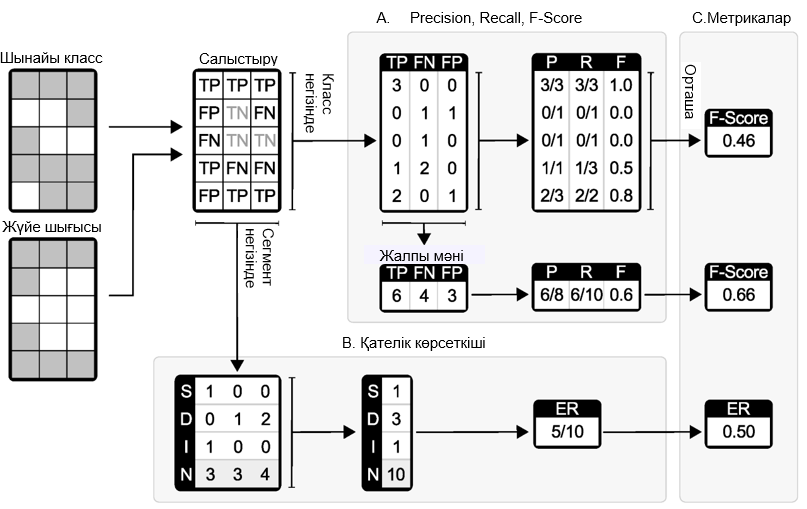 A. Precision, Recall, F-Score
C.Метрикалар
Шынайы класс
Салыстыру
Класс
негізінде
TP TP TP
FP TN FN
FN TN TN
TP FN FN
FP TP TP
TP FN FP
3 0 0
0 1 1
0 1 0
1 2 0
2 0 1
P R F
3/3 3/3 1.0
0/1 0/1 0.0
0/1 0/1 0.0
1/1 1/3 0.5
2/3 2/2 0.8
Орташа
F-Score
0.46
Жүйе шығысы
Сегмент
негізінде
Жалпы мәні
TP FN FP
6 4 3
P R F
6/8 6/10 0.6
F-Score
0.66
B. Қателік көрсеткіші
S 1 0 0
D 0 1 2
I 1 0 0
N 3 3 4
S 1
D 3
I 1
N 10
ER
5/10
ER
0.50